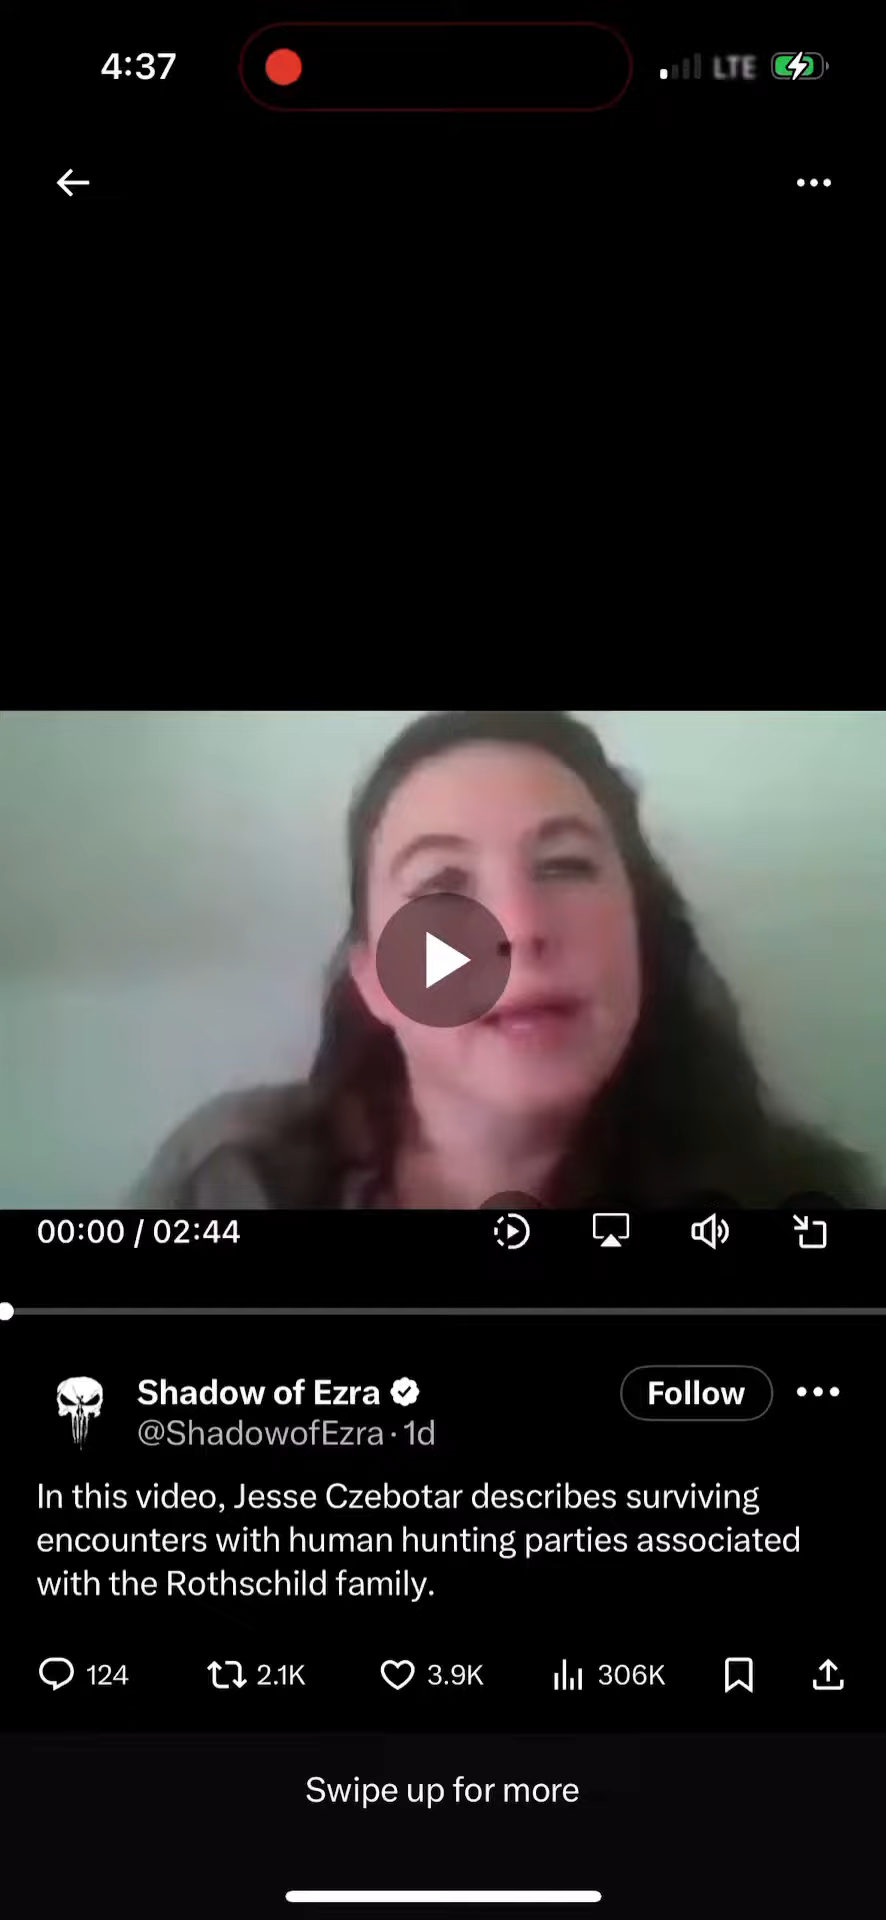 4:37
LTE
00:00 / 02:44
Shadow of Ezra
Follow
@ShadowofEzra · 1d
In this video, Jesse Czebotar describes surviving
encounters with human hunting parties associated
with the Rothschild family.
124
2.1K
3.9K
306K
Swipe up for more